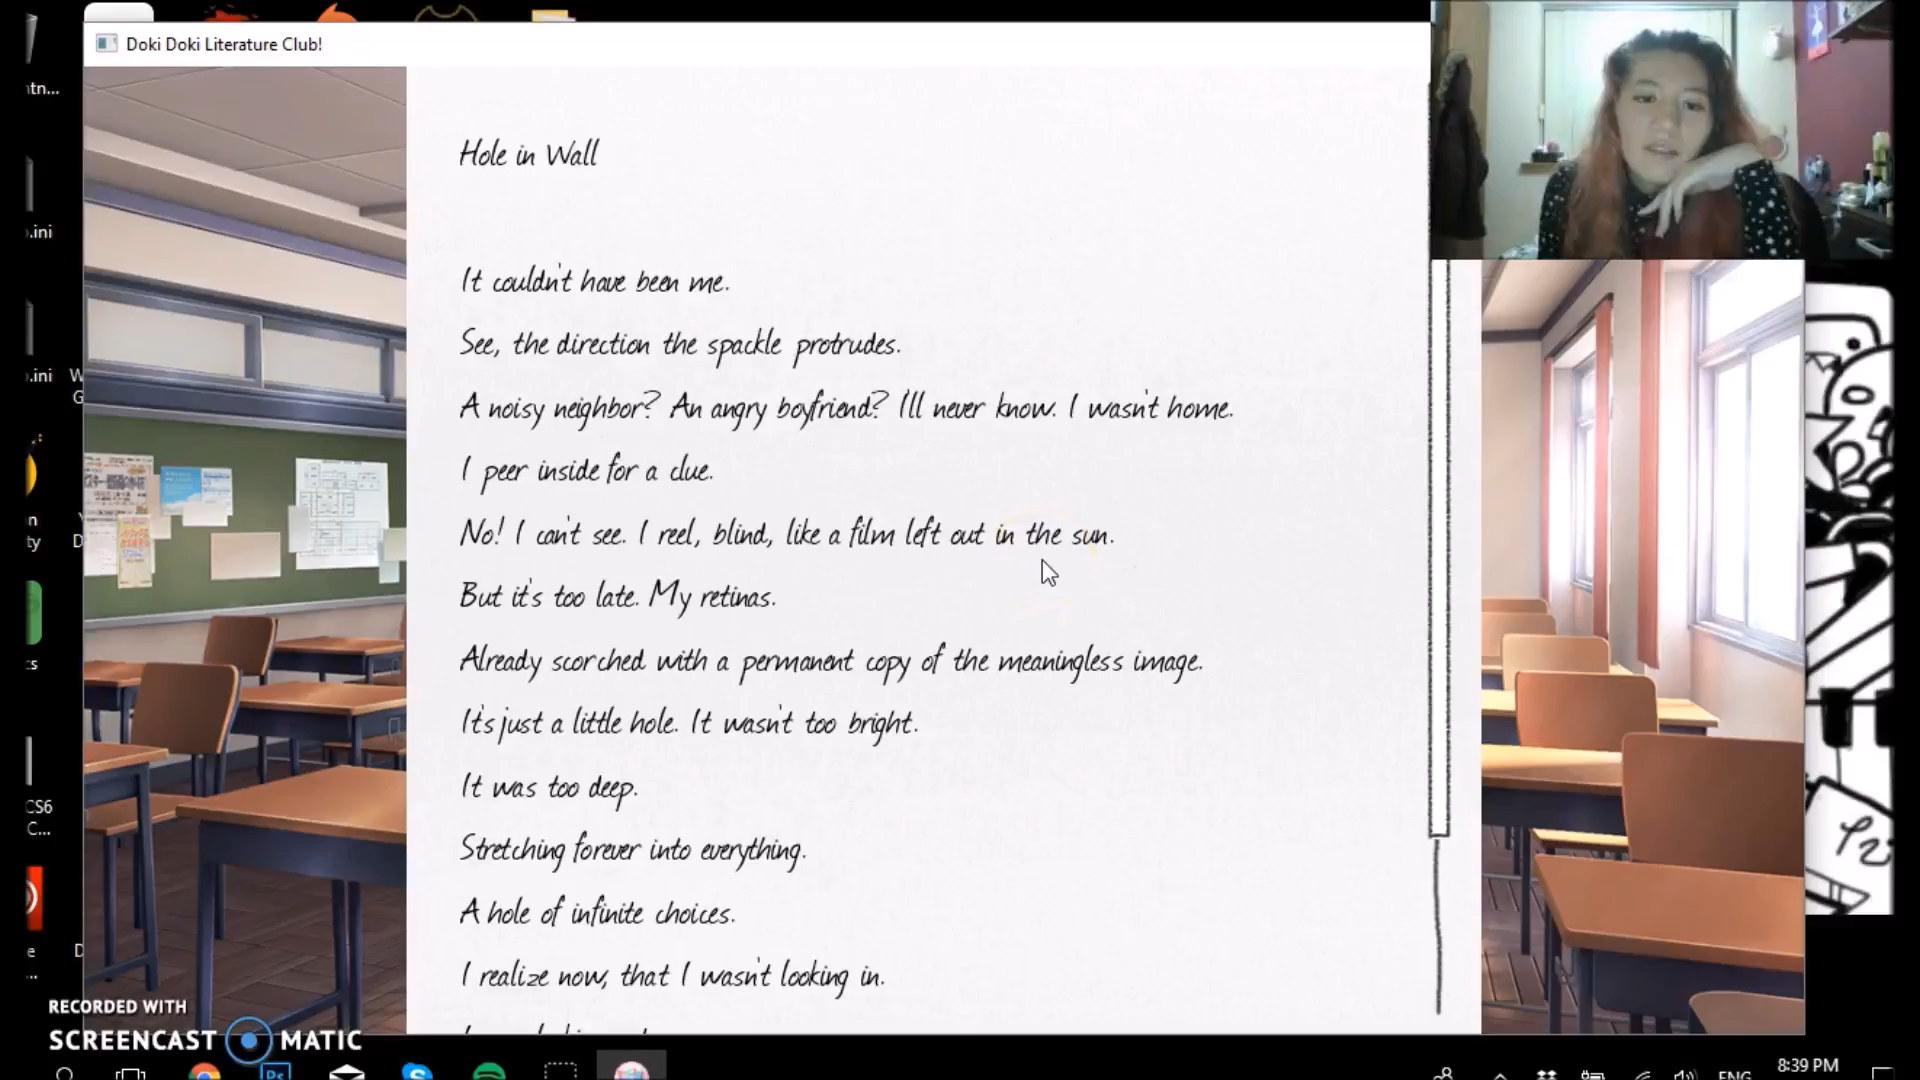 Doki Doki Literature Club!
Hole in Wall
It couldn't have been me.
See, the direction the spackle protrudes.
A noisy neighbor? An angry boyfriend? I'll never know. I wasn't home.
I peer inside for a clue.
No! I can't see. I reel, blind, like a film left out in the sun.
But it's too late. My retinas.
Already scorched with a permanent copy of the meaningless image.
It's just a little hole. It wasn't too bright.
It was too deep.
Stretching forever into everything.
A hole of infinite choices.
I realize now, that I wasn't looking in.
RECORDED WITH
SCREENCAST MATIC
ENG
8:39 PM
CS6
C...
.ini
.ini
Ps